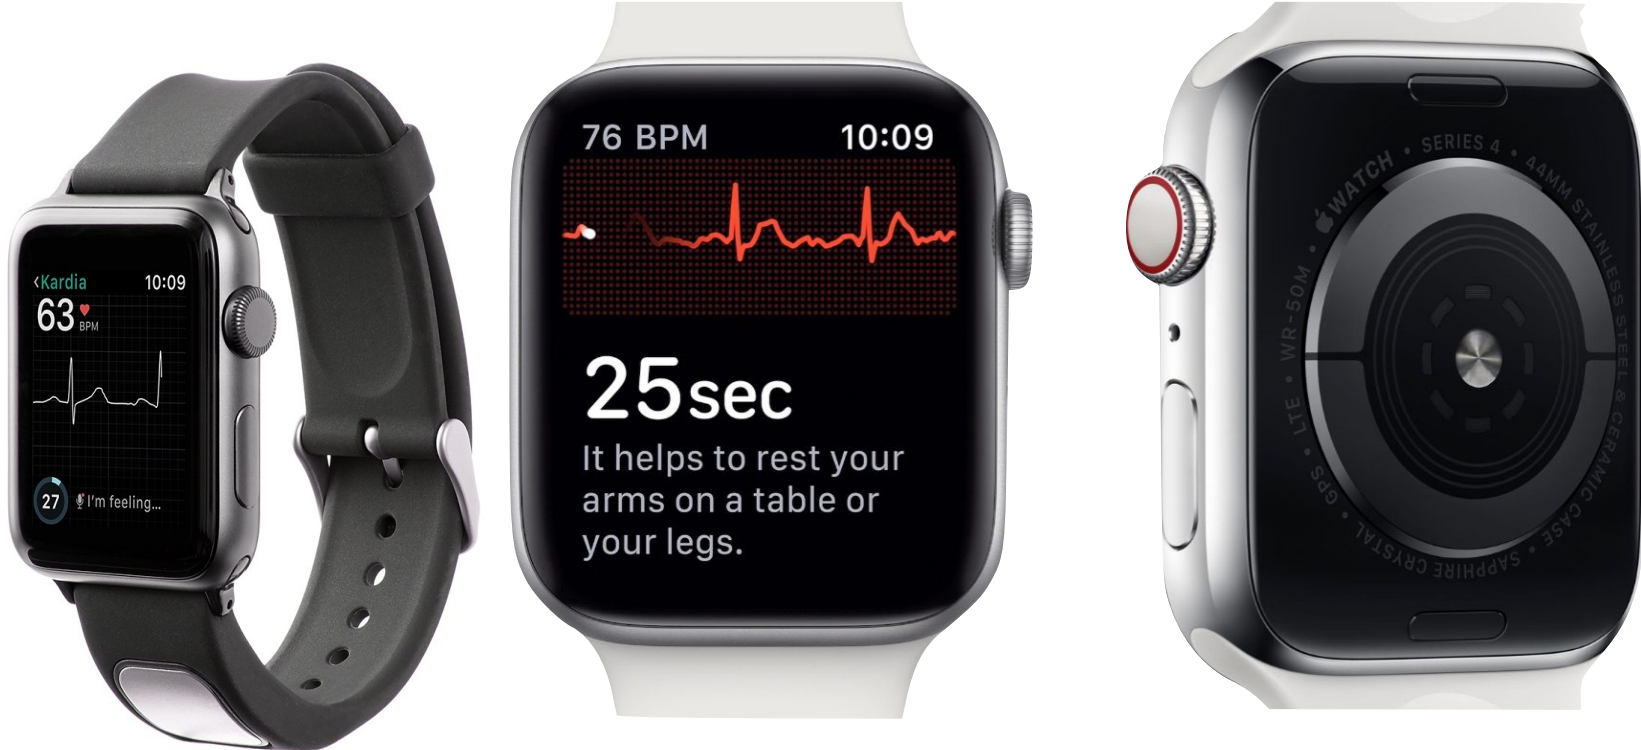 ‹Kardia 10:09
63 BPM
27 I'm feeling...
76 BPM 10:09
25sec
It helps to rest your
arms on a table or
your legs.
WATCH • SERIES 4 • 44MM STAINLESS STEEL & CERAMIC CASE • SAPPHIRE CRYSTAL • GPS • LTE • WR-50M •